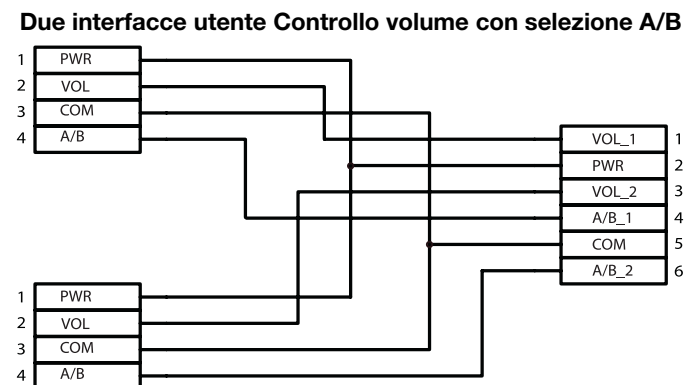 Due interfacce utente Controllo volume con selezione A/B
1 PWR
2 VOL
3 COM
4 A/B
VOL_1 1
PWR 2
VOL_2 3
A/B_1 4
COM 5
A/B_2 6
1 PWR
2 VOL
3 COM
4 A/B